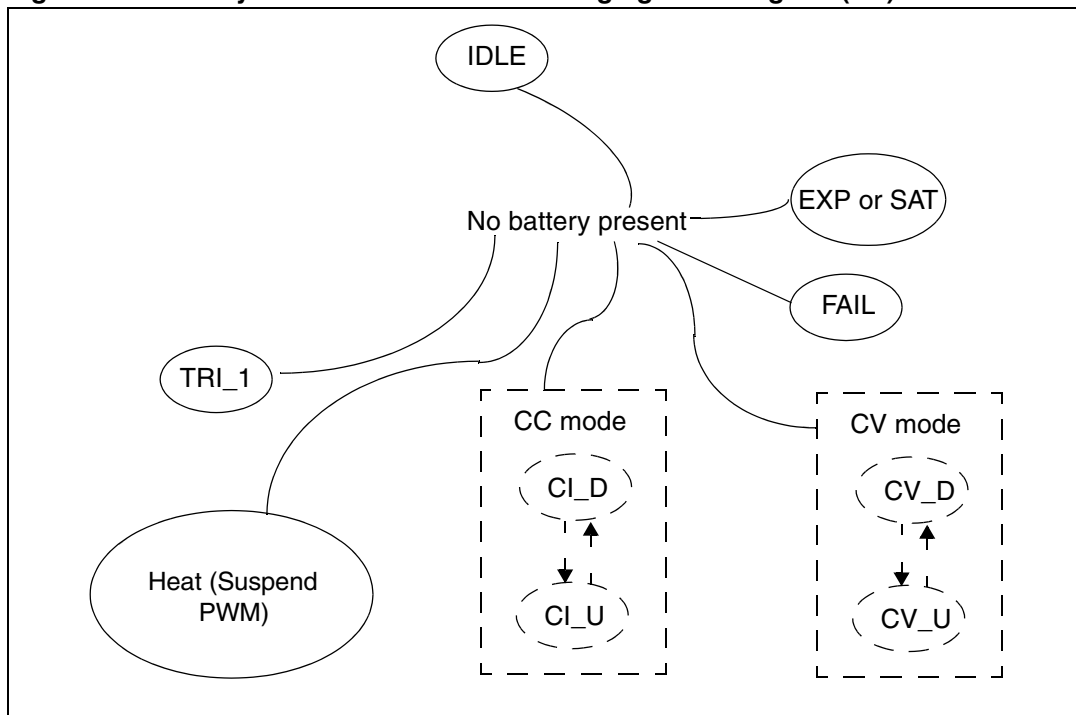 IDLE
EXP or SAT
No battery present
FAIL
TRI_1
CC mode
CV mode
CI_D
CV_D
Heat (Suspend
PWM)
CI_U
CV_U